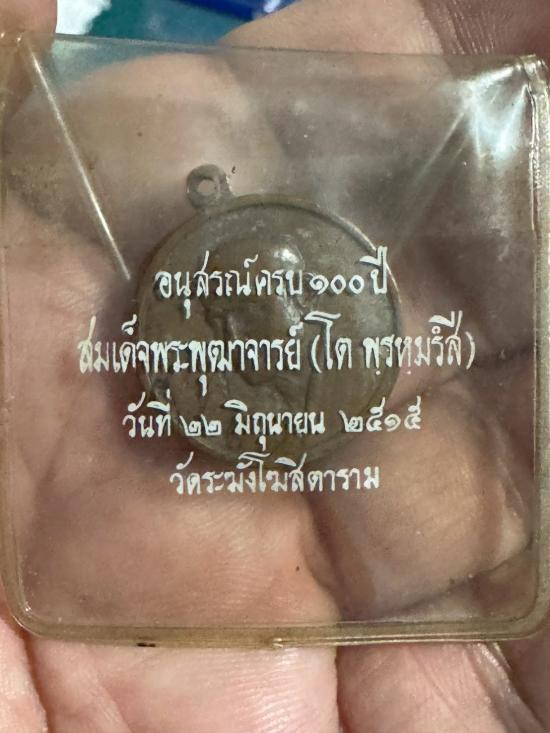 อนุสรณ์ครบ ๑๐๐ ปี
สมเด็จพระพุฒาจารย์ (โต พฺรหฺมรํสี)
วันที่ ๒๒ มิถุนายน ๒๕๑๕
วัดระฆังโฆสิตาราม